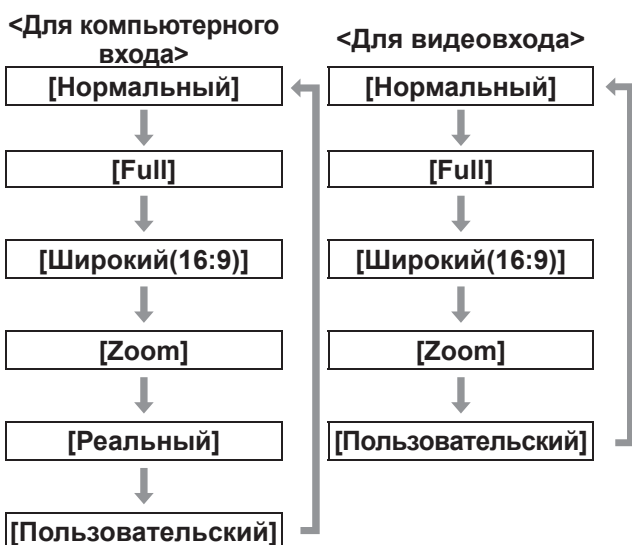 <Для компьютерного
входа>
[Нормальный]
[Full]
[Широкий(16:9)]
[Zoom]
[Реальный]
[Пользовательский]
<Для видеовхода>
[Нормальный]
[Full]
[Широкий(16:9)]
[Zoom]
[Пользовательский]